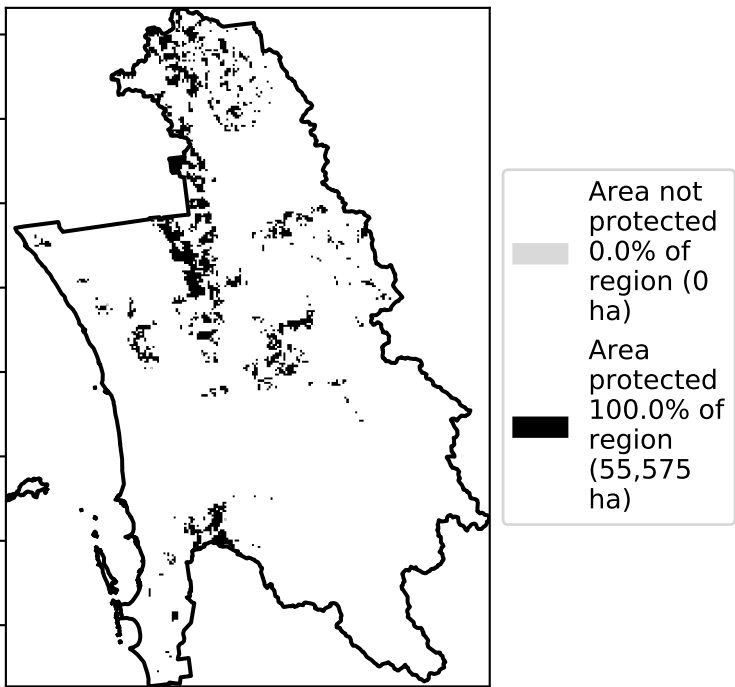 Area not
protected
0.0% of
region (0
ha)
Area
protected
100.0% of
region
(55,575
ha)